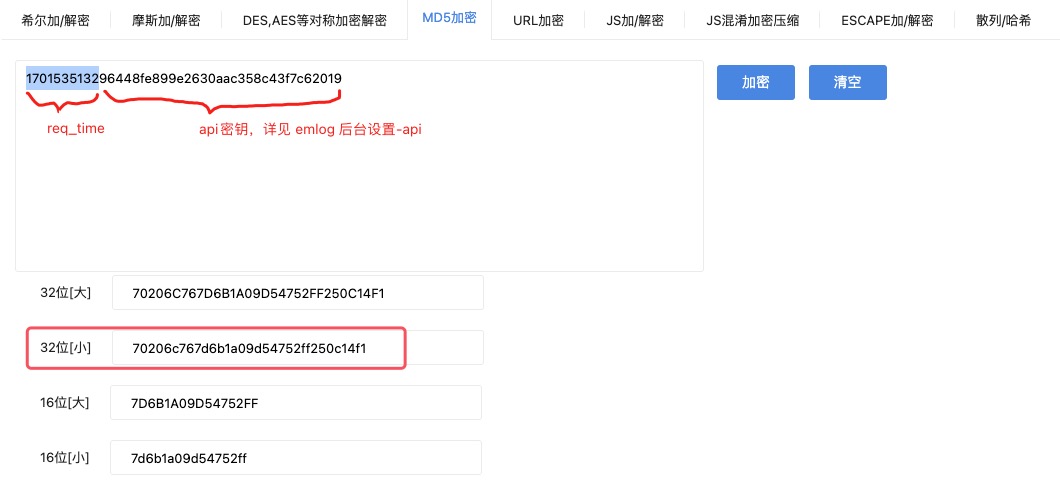 希尔加/解密 摩斯加/解密 DES,AES等对称加密解密 MD5加密 URL加密 JS加/解密 JS混淆加密压缩 ESCAPE加/解密 散列/哈希
170153513296448fe899e2630aac358c43f7c62019
加密 清空
req_time
api密钥，详见 emlog 后台设置-api
32位[大] 70206C767D6B1A09D54752FF250C14F1
32位[小] 70206c767d6b1a09d54752ff250c14f1
16位[大] 7D6B1A09D54752FF
16位[小] 7d6b1a09d54752ff